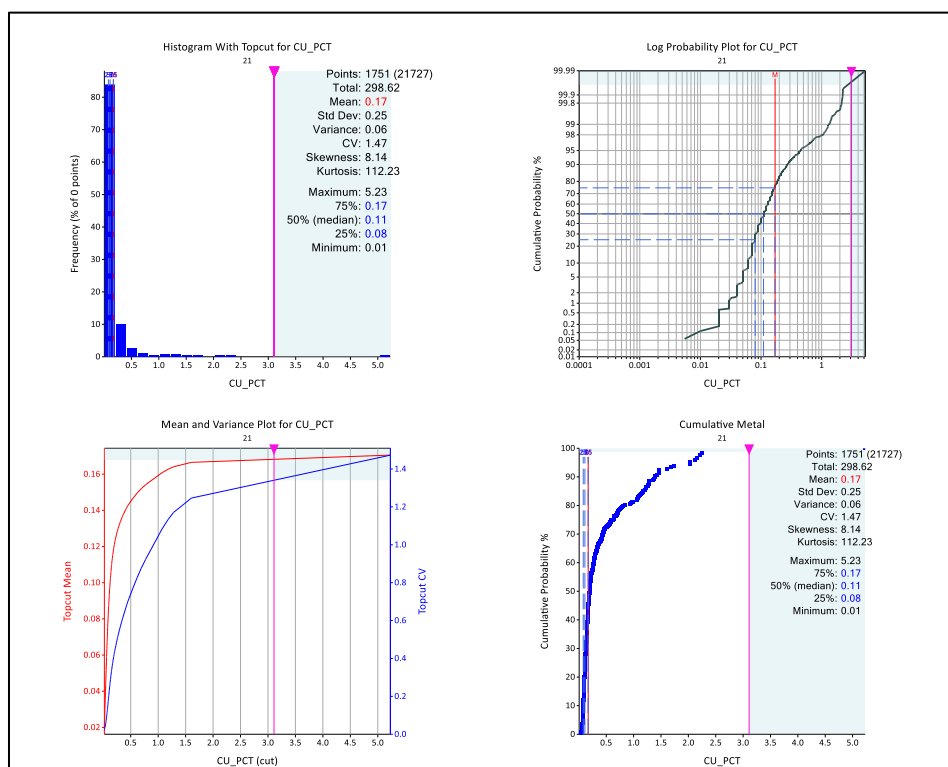 Histogram With Topcut for CU_PCT
21
Points: 1751 (21727)
Total: 298.62
Mean: 0.17
Std Dev: 0.25
Variance: 0.06
CV: 1.47
Skewness: 8.14
Kurtosis: 112.23
Maximum: 5.23
75%: 0.17
50% (median): 0.11
25%: 0.08
Minimum: 0.01
Frequency (% of 0 points)
80
70
60
50
40
30
20
10
0
0.5 1.0 1.5 2.0 2.5 3.0 3.5 4.0 4.5 5.0
CU_PCT
Log Probability Plot for CU_PCT
21
M
Cumulative Probability %
99.99
99.9
99.8
99
98
95
90
80
70
60
50
40
30
20
10
5
2
1
0.5
0.2
0.1
0.05
0.02
0.01
0.0001 0.001 0.01 0.1 1
CU_PCT
Mean and Variance Plot for CU_PCT
21
Topcut Mean
0.16
0.14
0.12
0.10
0.08
0.06
0.04
0.02
Topcut CV
1.4
1.2
1.0
0.8
0.6
0.4
0.2
0.0
0.5 1.0 1.5 2.0 2.5 3.0 3.5 4.0 4.5 5.0
CU_PCT (cut)
Cumulative Metal
21
Points: 1751 (21727)
Total: 298.62
Mean: 0.17
Std Dev: 0.25
Variance: 0.06
CV: 1.47
Skewness: 8.14
Kurtosis: 112.23
Maximum: 5.23
75%: 0.17
50% (median): 0.11
25%: 0.08
Minimum: 0.01
Cumulative Probability %
100
90
80
70
60
50
40
30
20
10
0
0.5 1.0 1.5 2.0 2.5 3.0 3.5 4.0 4.5 5.0
CU_PCT